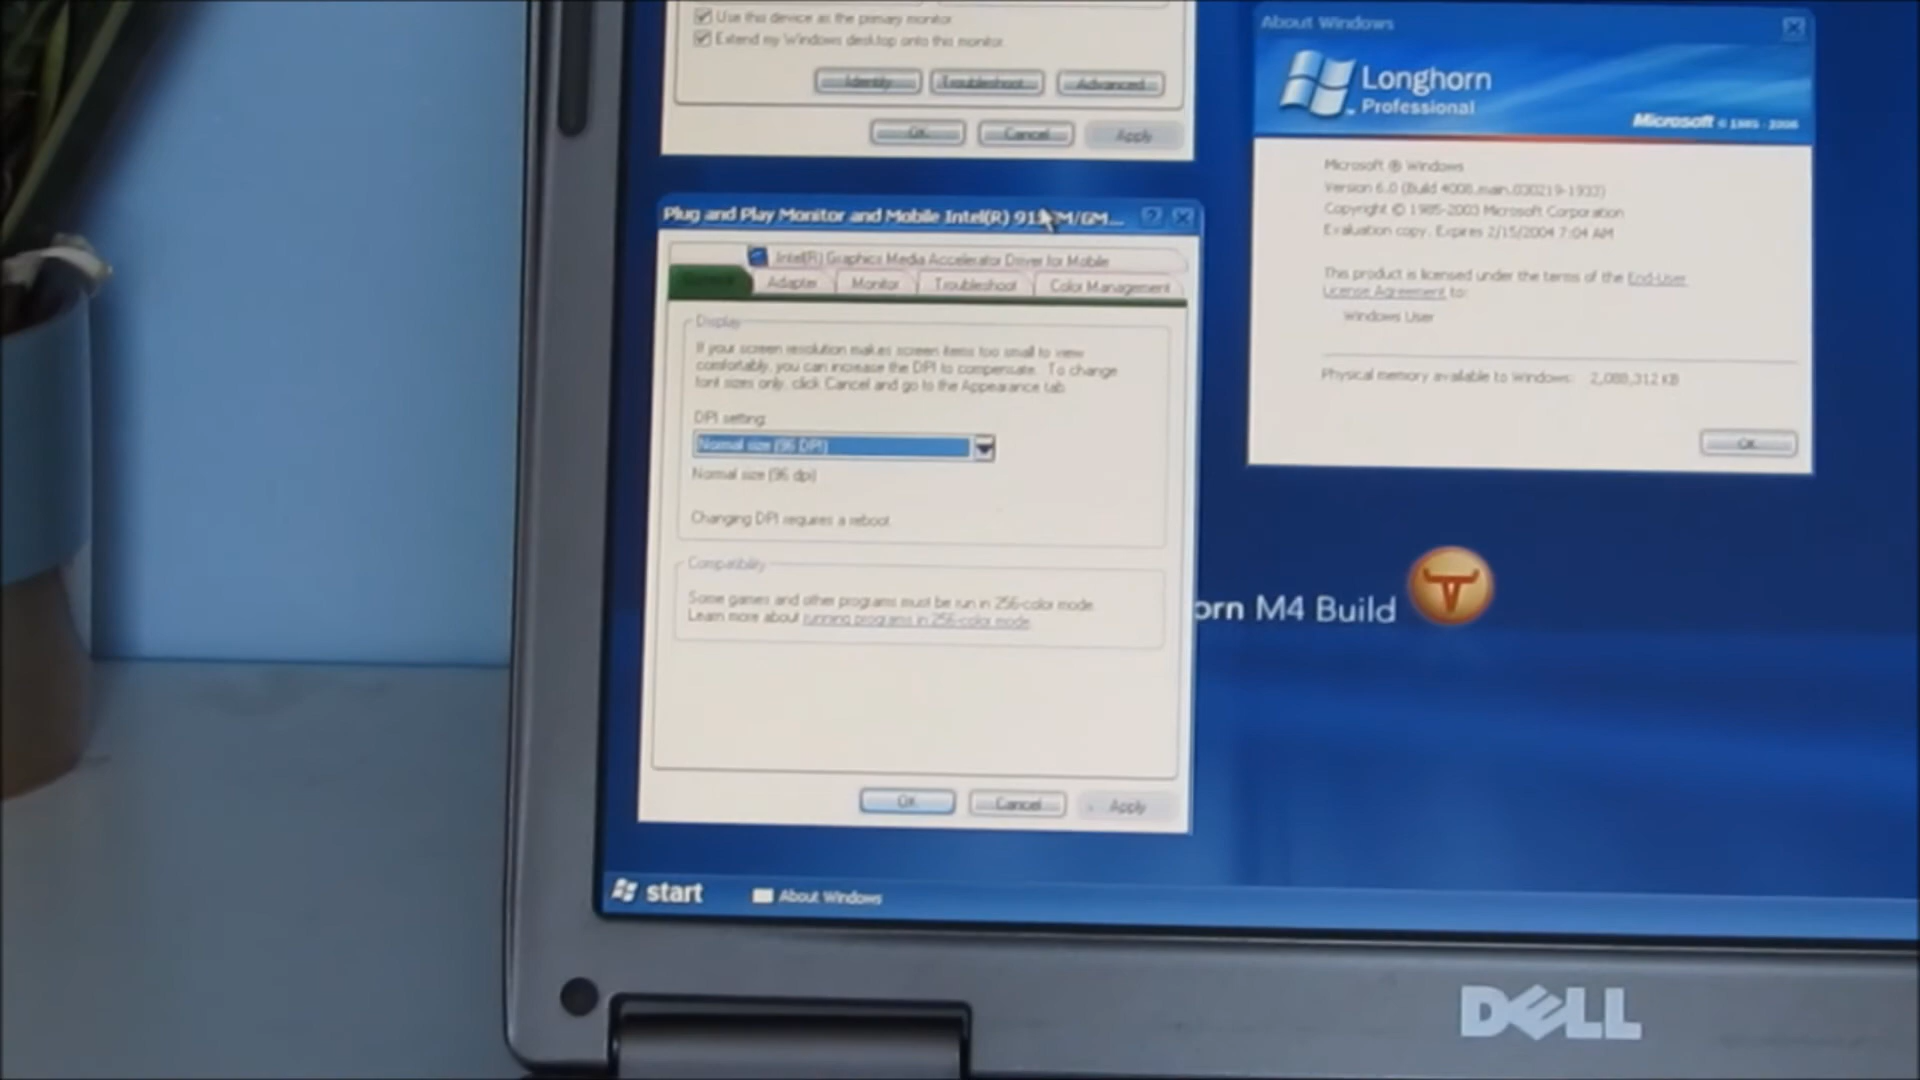 Use this device as the primary monitor
Extend my Windows desktop onto this monitor.
Identify Troubleshoot... Advanced
OK Cancel Apply
About Windows
Longhorn
Professional
Microsoft © 1985 - 2006
Microsoft ® Windows
Version 6.0 (Build 4008.main.030219-1933)
Copyright © 1985-2003 Microsoft Corporation
Evaluation copy. Expires 2/15/2004 7:04 AM
This product is licensed under the terms of the End-User
License Agreement to:
Windows User
Physical memory available to Windows: 2,088,312 KB
OK
Plug and Play Monitor and Mobile Intel(R) 915GM/GM...
Intel(R) Graphics Media Accelerator Driver for Mobile
Adapter Monitor Troubleshoot Color Management
Display
If your screen resolution makes screen items too small to view
comfortably, you can increase the DPI to compensate. To change
font sizes only, click Cancel and go to the Appearance tab.
DPI setting:
Normal size (96 DPI)
Normal size (96 dpi)
Changing DPI requires a reboot
Compatibility
Some games and other programs must be run in 256-color mode.
Learn more about running programs in 256-color mode.
OK Cancel Apply
orn M4 Build
start About Windows
DELL